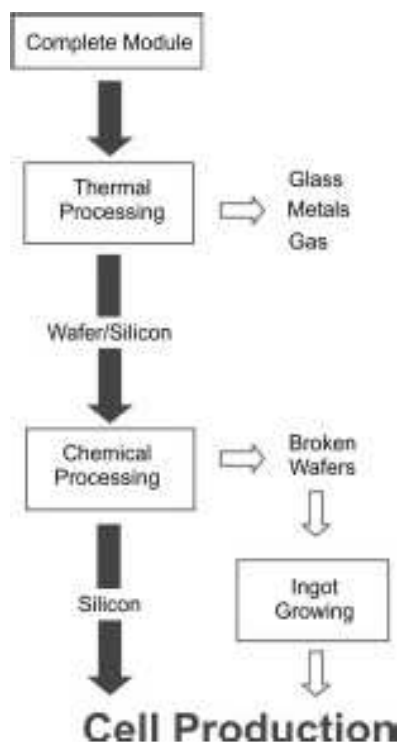 Complete Module
Thermal
Processing
Glass
Metals
Gas
Wafer/Silicon
Chemical
Processing
Broken
Wafers
Silicon
Ingot
Growing
Cell Production